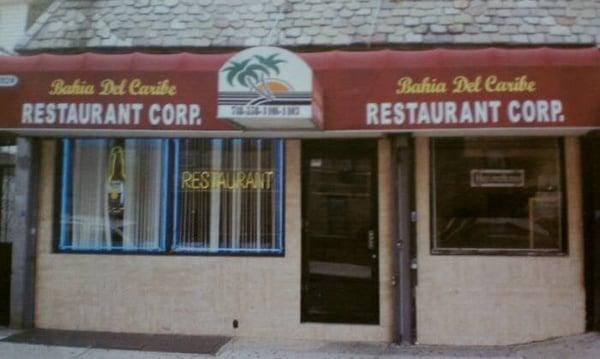 Bahia Del Caribe
RESTAURANT CORP.
Bahia Del Caribe
RESTAURANT CORP.
RESTAURANT